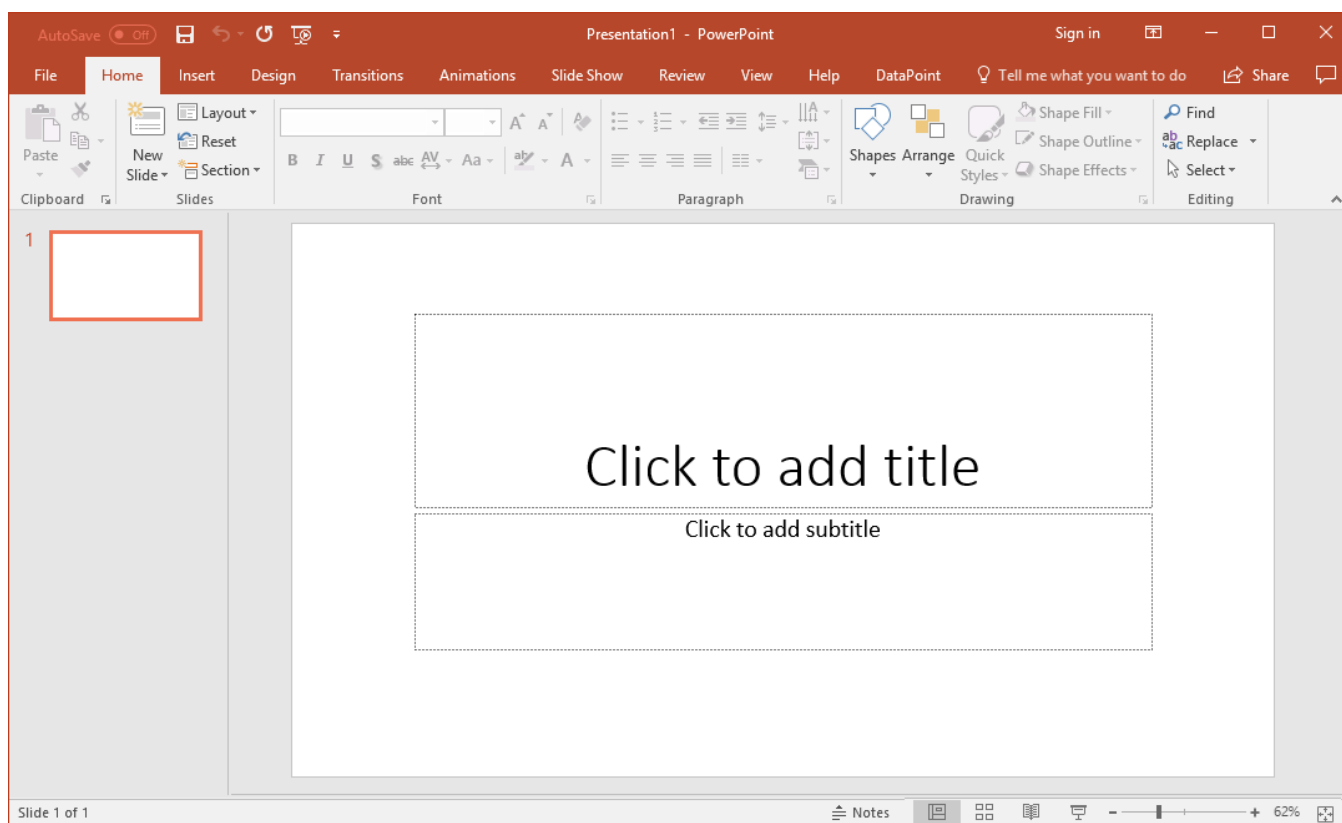 AutoSave Off Presentation1 - PowerPoint Sign in
File Home Insert Design Transitions Animations Slide Show Review View Help DataPoint Tell me what you want to do Share
Paste
New
Slide
Layout
Reset
Section
B I U S abc AV Aa A
Shapes Arrange Quick
Styles
Shape Fill
Shape Outline
Shape Effects
Find
Replace
Select
Clipboard Slides Font Paragraph Drawing Editing
1
Click to add title
Click to add subtitle
Slide 1 of 1 Notes 62%